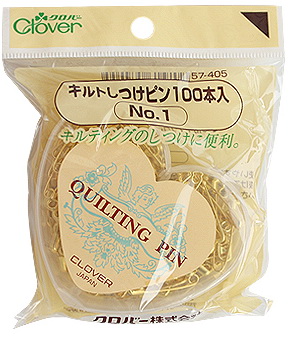 クロバー
Clover
57-405
キルトしつけピン100本入
No.1
キルティングのしつけに便利。
QUILTING PIN
CLOVER
JAPAN
クロバー株式会社